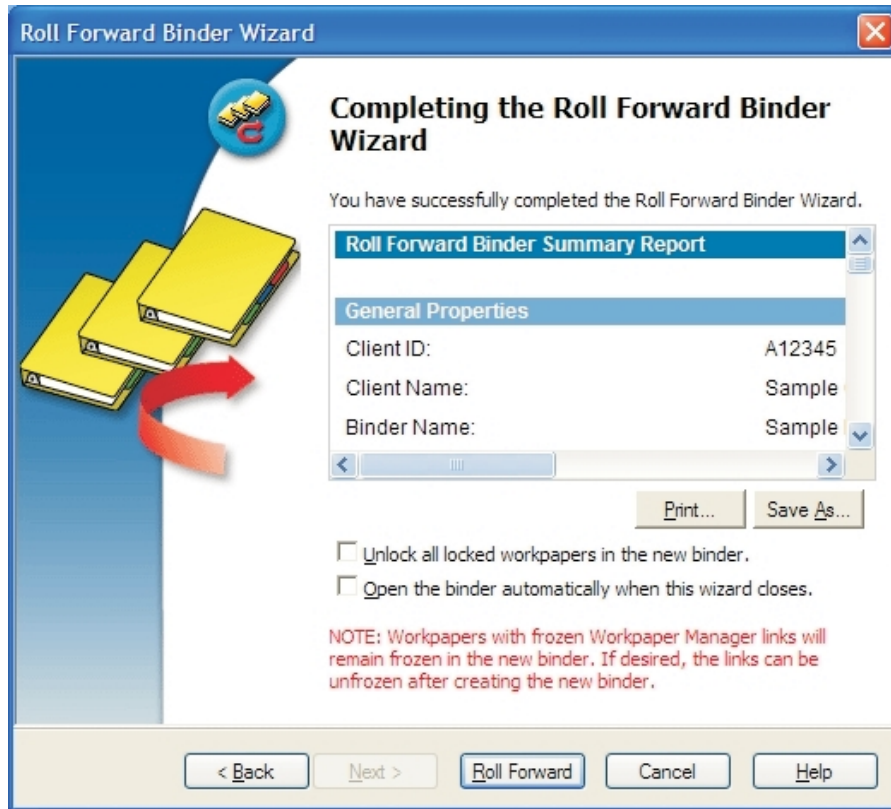 Roll Forward Binder Wizard
Completing the Roll Forward Binder
Wizard
You have successfully completed the Roll Forward Binder Wizard.
Roll Forward Binder Summary Report
General Properties
Client ID: A12345
Client Name: Sample
Binder Name: Sample
Print... Save As...
Unlock all locked workpapers in the new binder.
Open the binder automatically when this wizard closes.
NOTE: Workpapers with frozen Workpaper Manager links will
remain frozen in the new binder. If desired, the links can be
unfrozen after creating the new binder.
< Back Next > Roll Forward Cancel Help